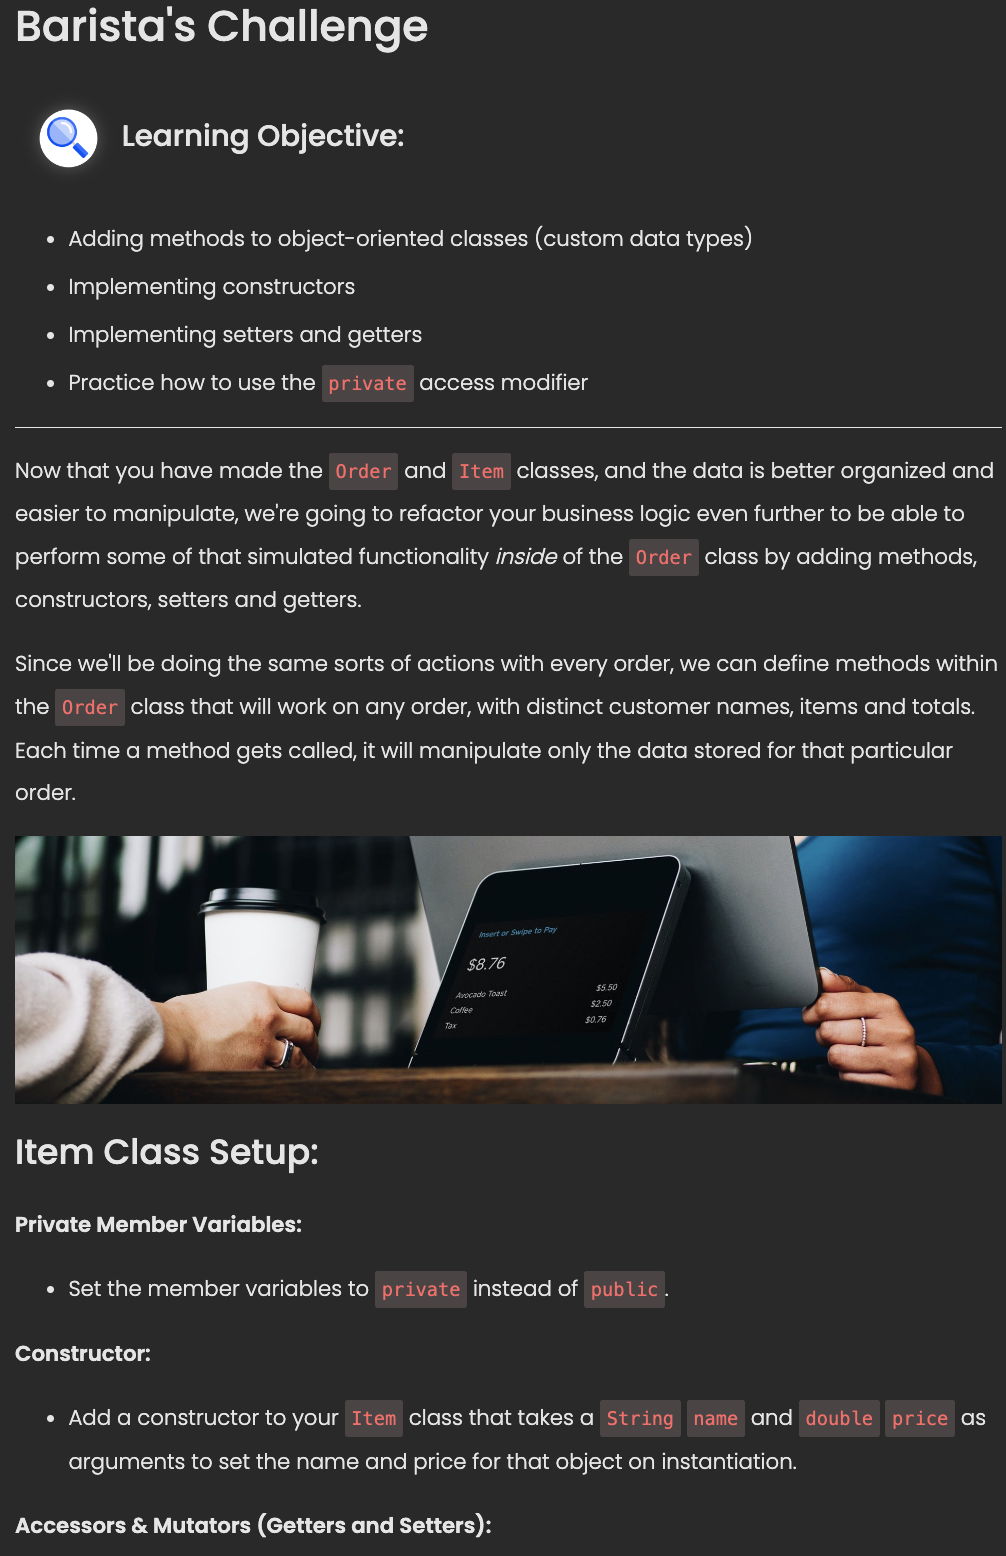 Barista's Challenge
Learning Objective:
Adding methods to object-oriented classes (custom data types)
Implementing constructors
Implementing setters and getters
Practice how to use the private access modifier
Now that you have made the Order and Item classes, and the data is better organized and
easier to manipulate, we're going to refactor your business logic even further to be able to
perform some of that simulated functionality inside of the Order class by adding methods,
constructors, setters and getters.
Since we'll be doing the same sorts of actions with every order, we can define methods within
the Order class that will work on any order, with distinct customer names, items and totals.
Each time a method gets called, it will manipulate only the data stored for that particular
order.
Insert or Swipe to Pay
$8.76
Avocado Toast $5.50
Coffee $2.50
Tax $0.76
Item Class Setup:
Private Member Variables:
Set the member variables to private instead of public.
Constructor:
Add a constructor to your Item class that takes a String name and double price as
arguments to set the name and price for that object on instantiation.
Accessors & Mutators (Getters and Setters):